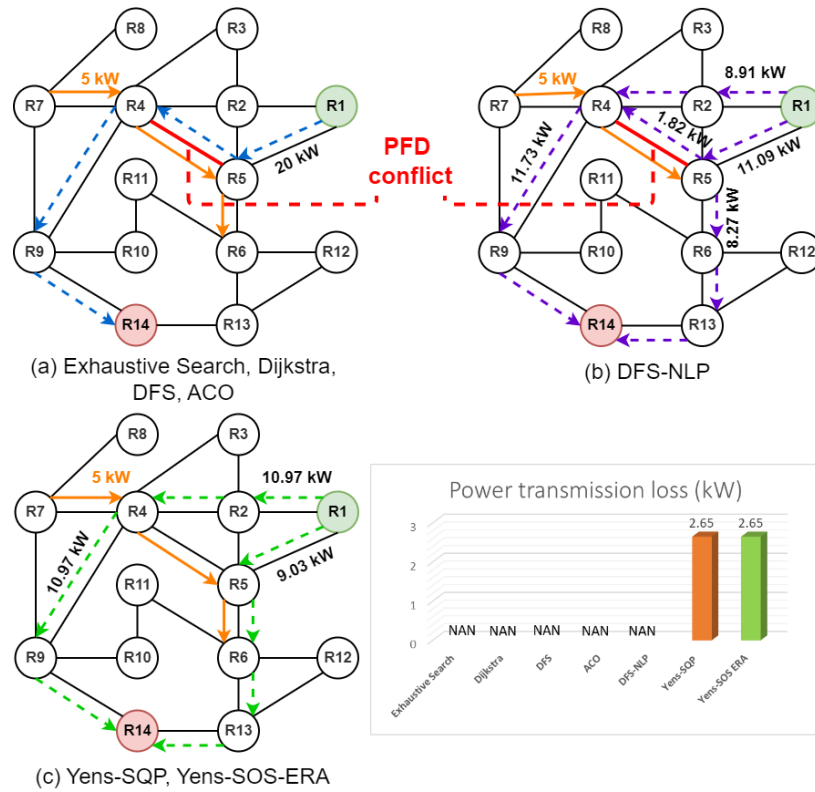 R8
R3
5 kW
R7
R4
R2
R1
R5
20 kW
R11
R9
R10
R6
R12
R14
R13
(a) Exhaustive Search, Dijkstra,
DFS, ACO
PFD
conflict
R8
R3
5 kW
8.91 kW
R7
R4
R2
R1
1.82 kW
R5
11.09 kW
11.73 kW
R11
8.27 kW
R9
R10
R6
R12
R14
R13
(b) DFS-NLP
R8
R3
5 kW
10.97 kW
R7
R4
R2
R1
10.97 kW
R5
9.03 kW
R11
R9
R10
R6
R12
R14
R13
(c) Yens-SQP, Yens-SOS-ERA
Power transmission loss (kW)
3
2
1
0
NAN
NAN
NAN
NAN
NAN
2.65
2.65
Exhaustive Search
Dijkstra
DFS
ACO
DFS-NLP
Yens-SQP
Yens-SOS ERA